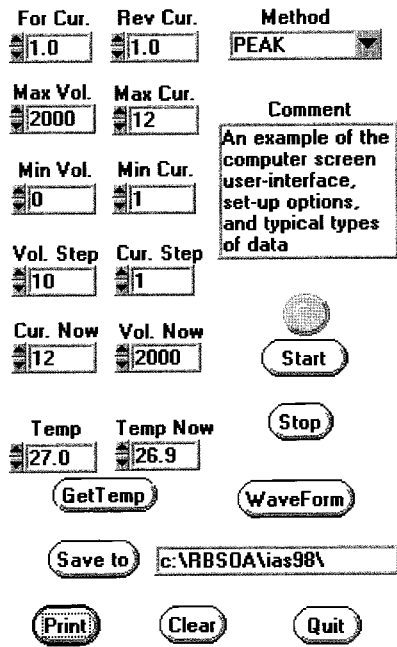 For Cur. Rev Cur. Method
1.0 1.0 PEAK
Max Vol. Max Cur.
2000 12
Comment
An example of the
computer screen
user-interface,
set-up options,
and typical types
of data
Min Vol. Min Cur.
0 1
Vol. Step Cur. Step
10 1
Cur. Now Vol. Now
12 2000
Start
Stop
Temp Temp Now
27.0 26.9
GetTemp WaveForm
Save to c:\RBSOA\ias98\
Print Clear Quit